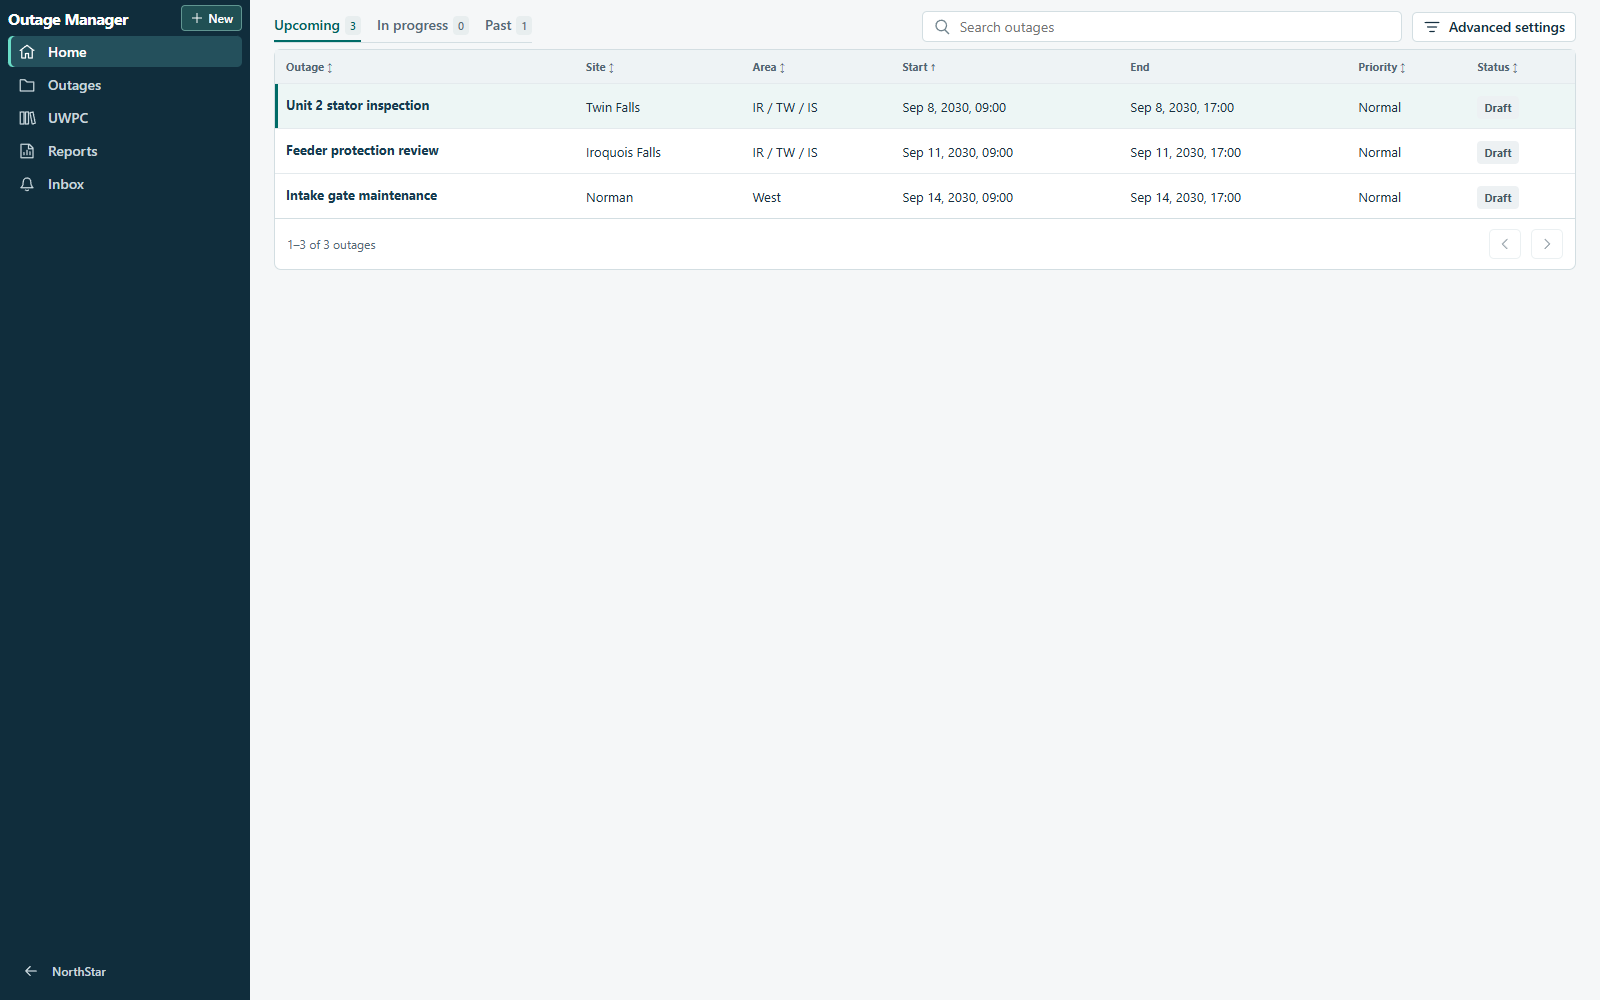 Outage Manager
New
Home
Outages
UWPC
Reports
Inbox
NorthStar
Upcoming 3 In progress 0 Past 1
Search outages
Advanced settings
Outage Site Area Start End Priority Status
Unit 2 stator inspection Twin Falls IR / TW / IS Sep 8, 2030, 09:00 Sep 8, 2030, 17:00 Normal Draft
Feeder protection review Iroquois Falls IR / TW / IS Sep 11, 2030, 09:00 Sep 11, 2030, 17:00 Normal Draft
Intake gate maintenance Norman West Sep 14, 2030, 09:00 Sep 14, 2030, 17:00 Normal Draft
1–3 of 3 outages